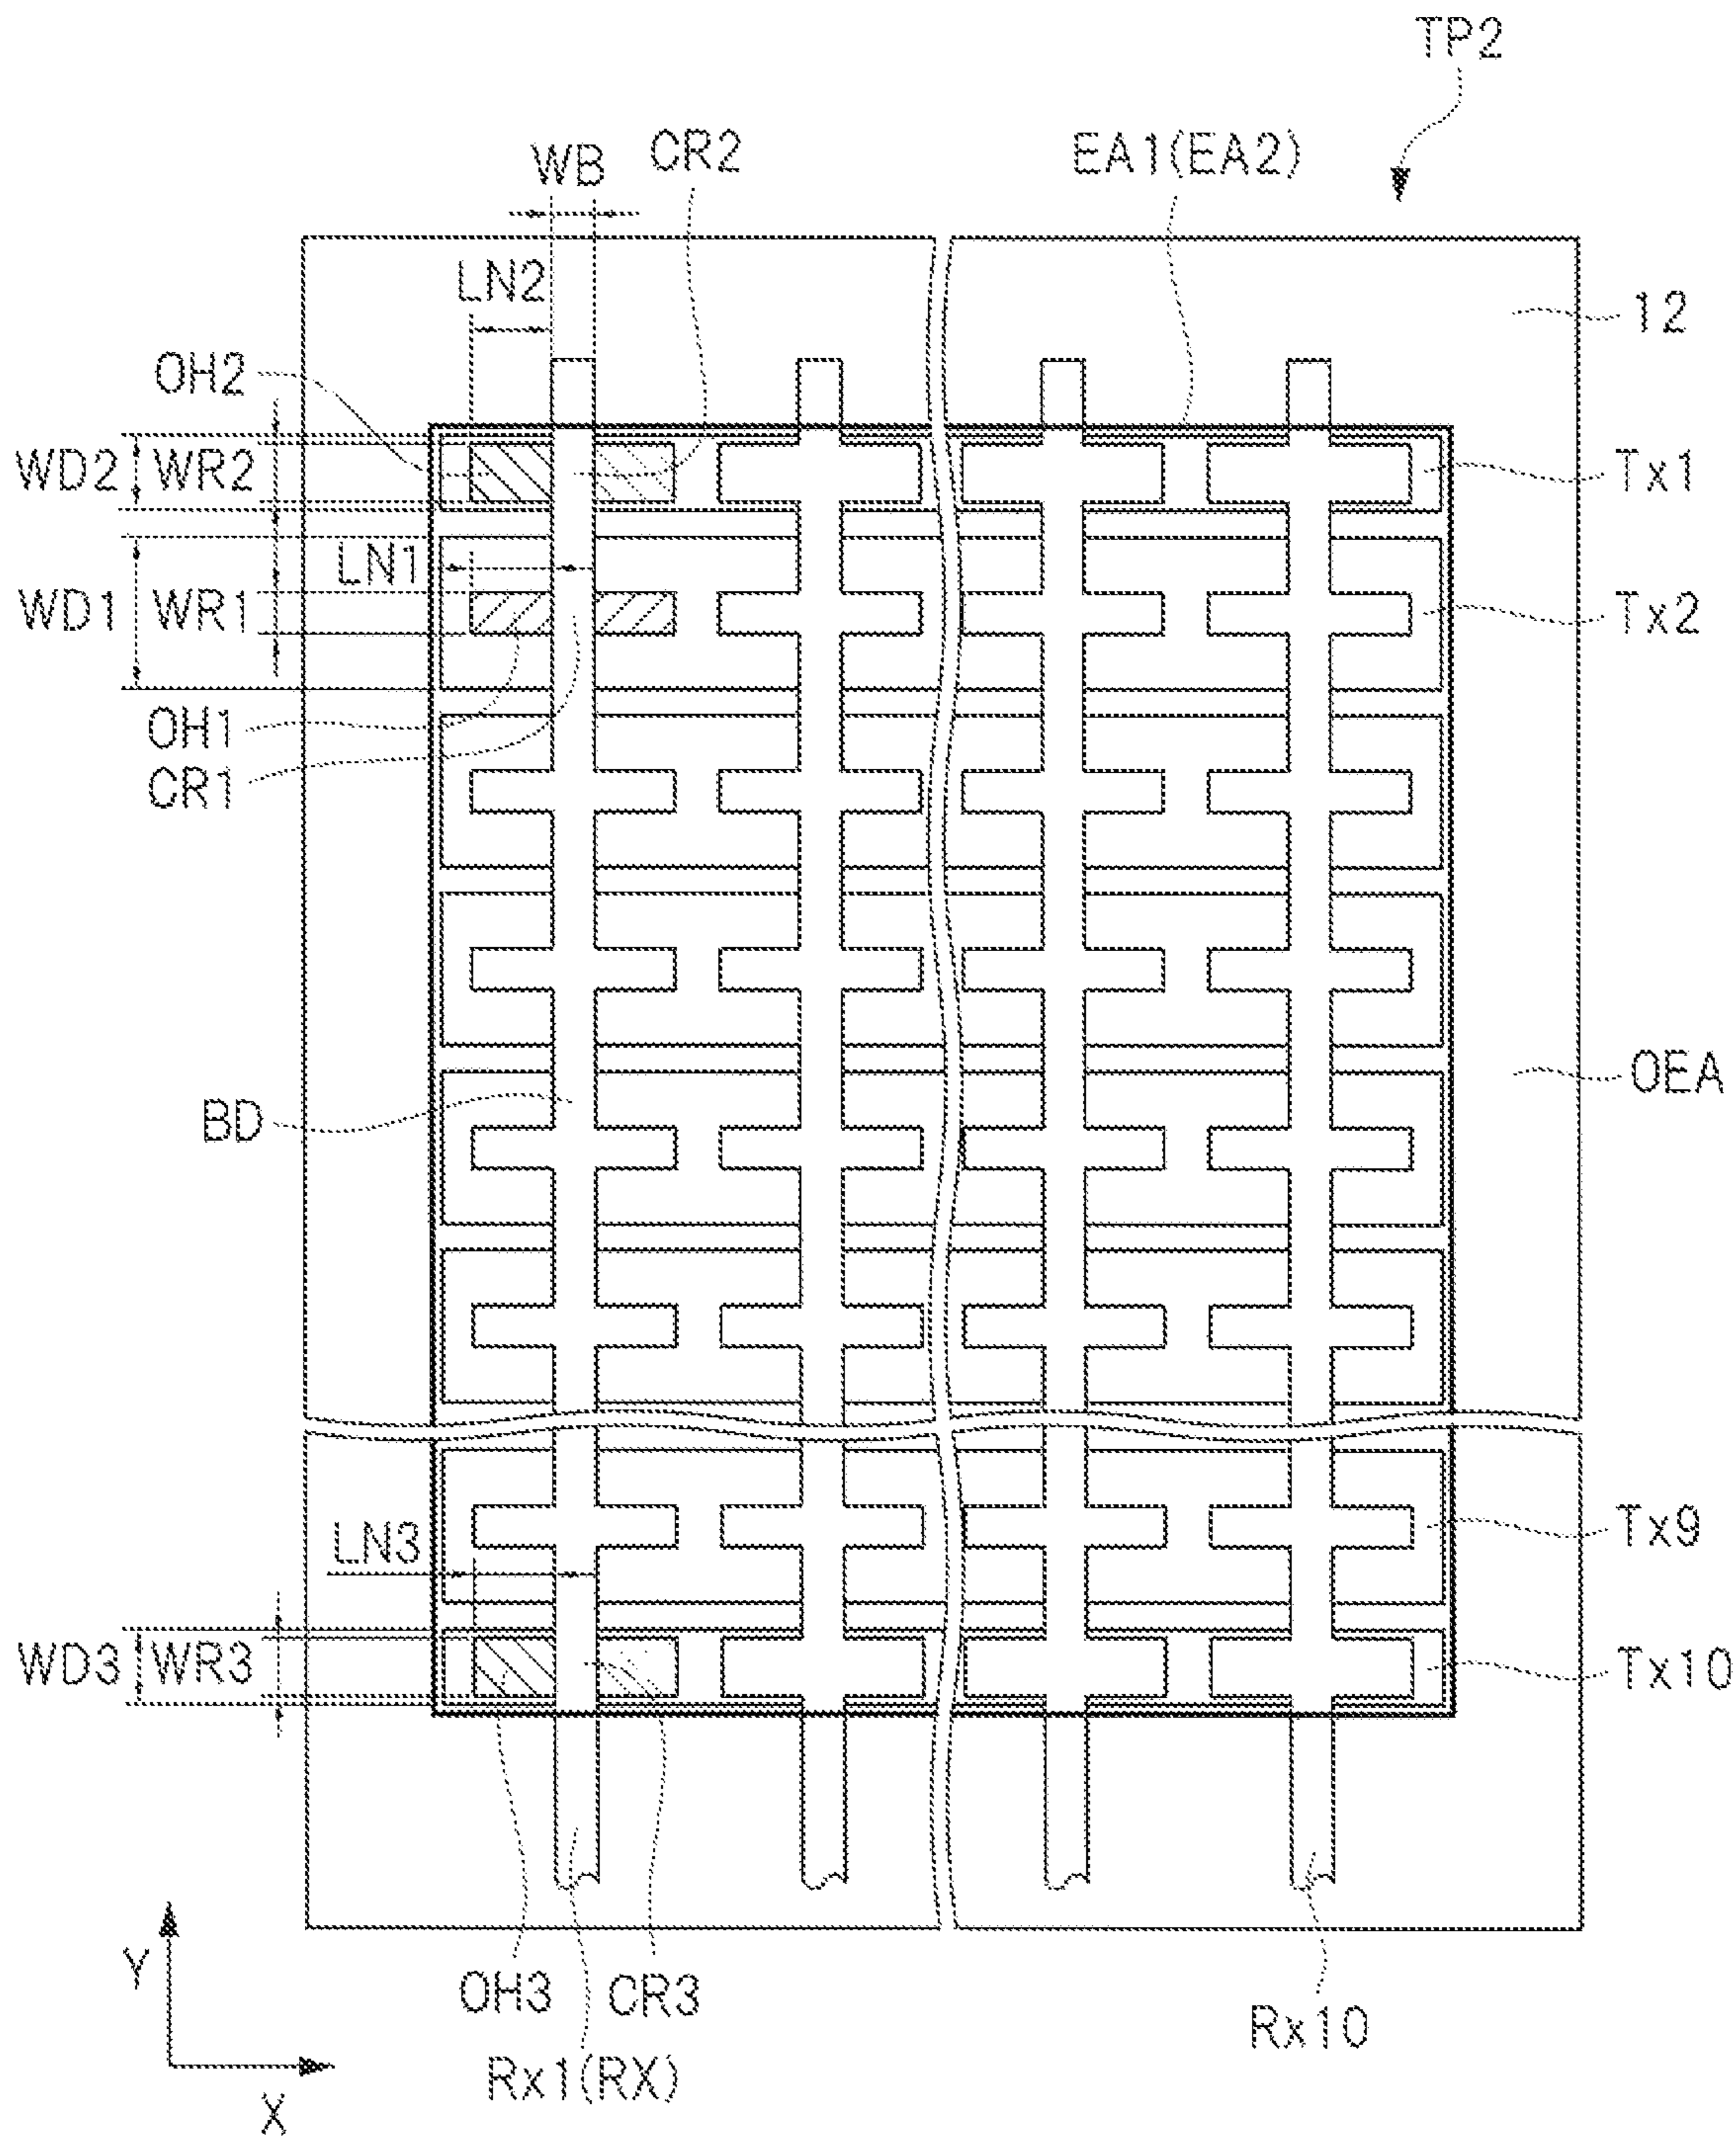 TP2
WB
CR2
EA1(EA2)
LN2
12
OH2
WD2
WR2
Tx1
LN1
WD1
WR1
Tx2
OH1
CR1
OEA
BD
Tx9
LN3
WD3
WR3
Tx10
Y
OH3
CR3
Rx10
Rx1(RX)
X